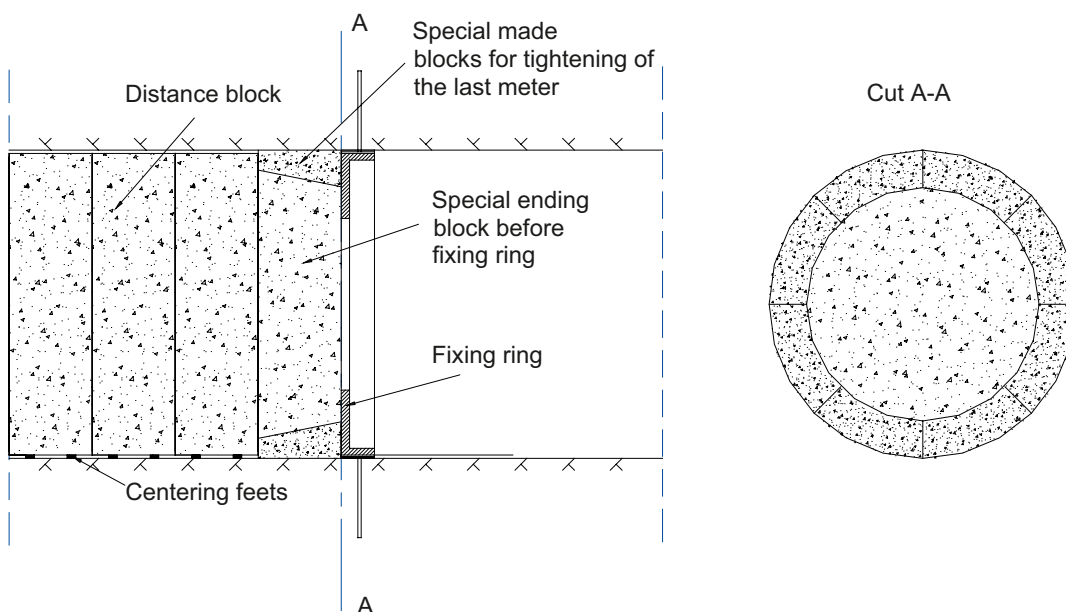 A
Special made
blocks for tightening of
the last meter
Distance block
Cut A-A
Special ending
block before
fixing ring
Fixing ring
Centering feets
A